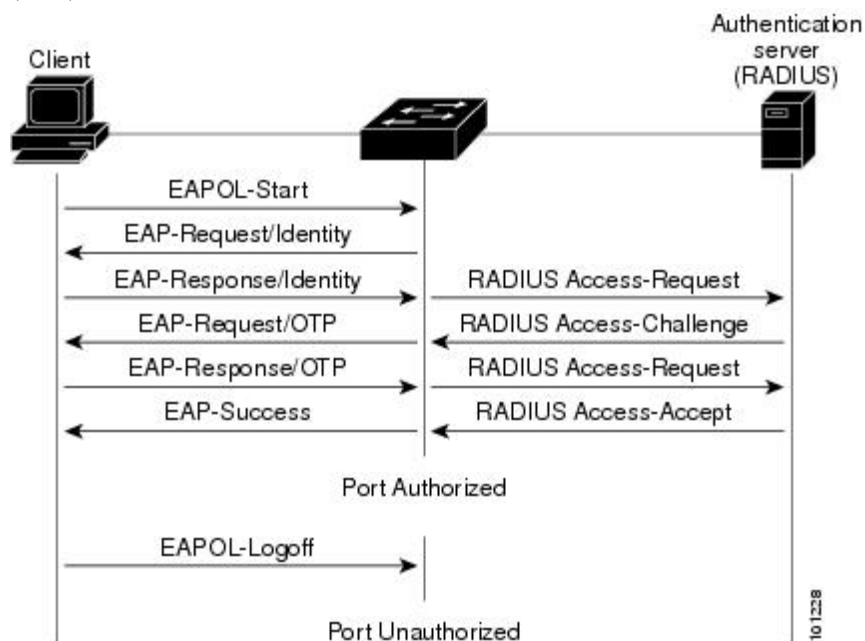 Authentication
server
(RADIUS)
Client
EAPOL-Start
EAP-Request/Identity
EAP-Response/Identity
RADIUS Access-Request
EAP-Request/OTP
RADIUS Access-Challenge
EAP-Response/OTP
RADIUS Access-Request
EAP-Success
RADIUS Access-Accept
Port Authorized
EAPOL-Logoff
Port Unauthorized
101228